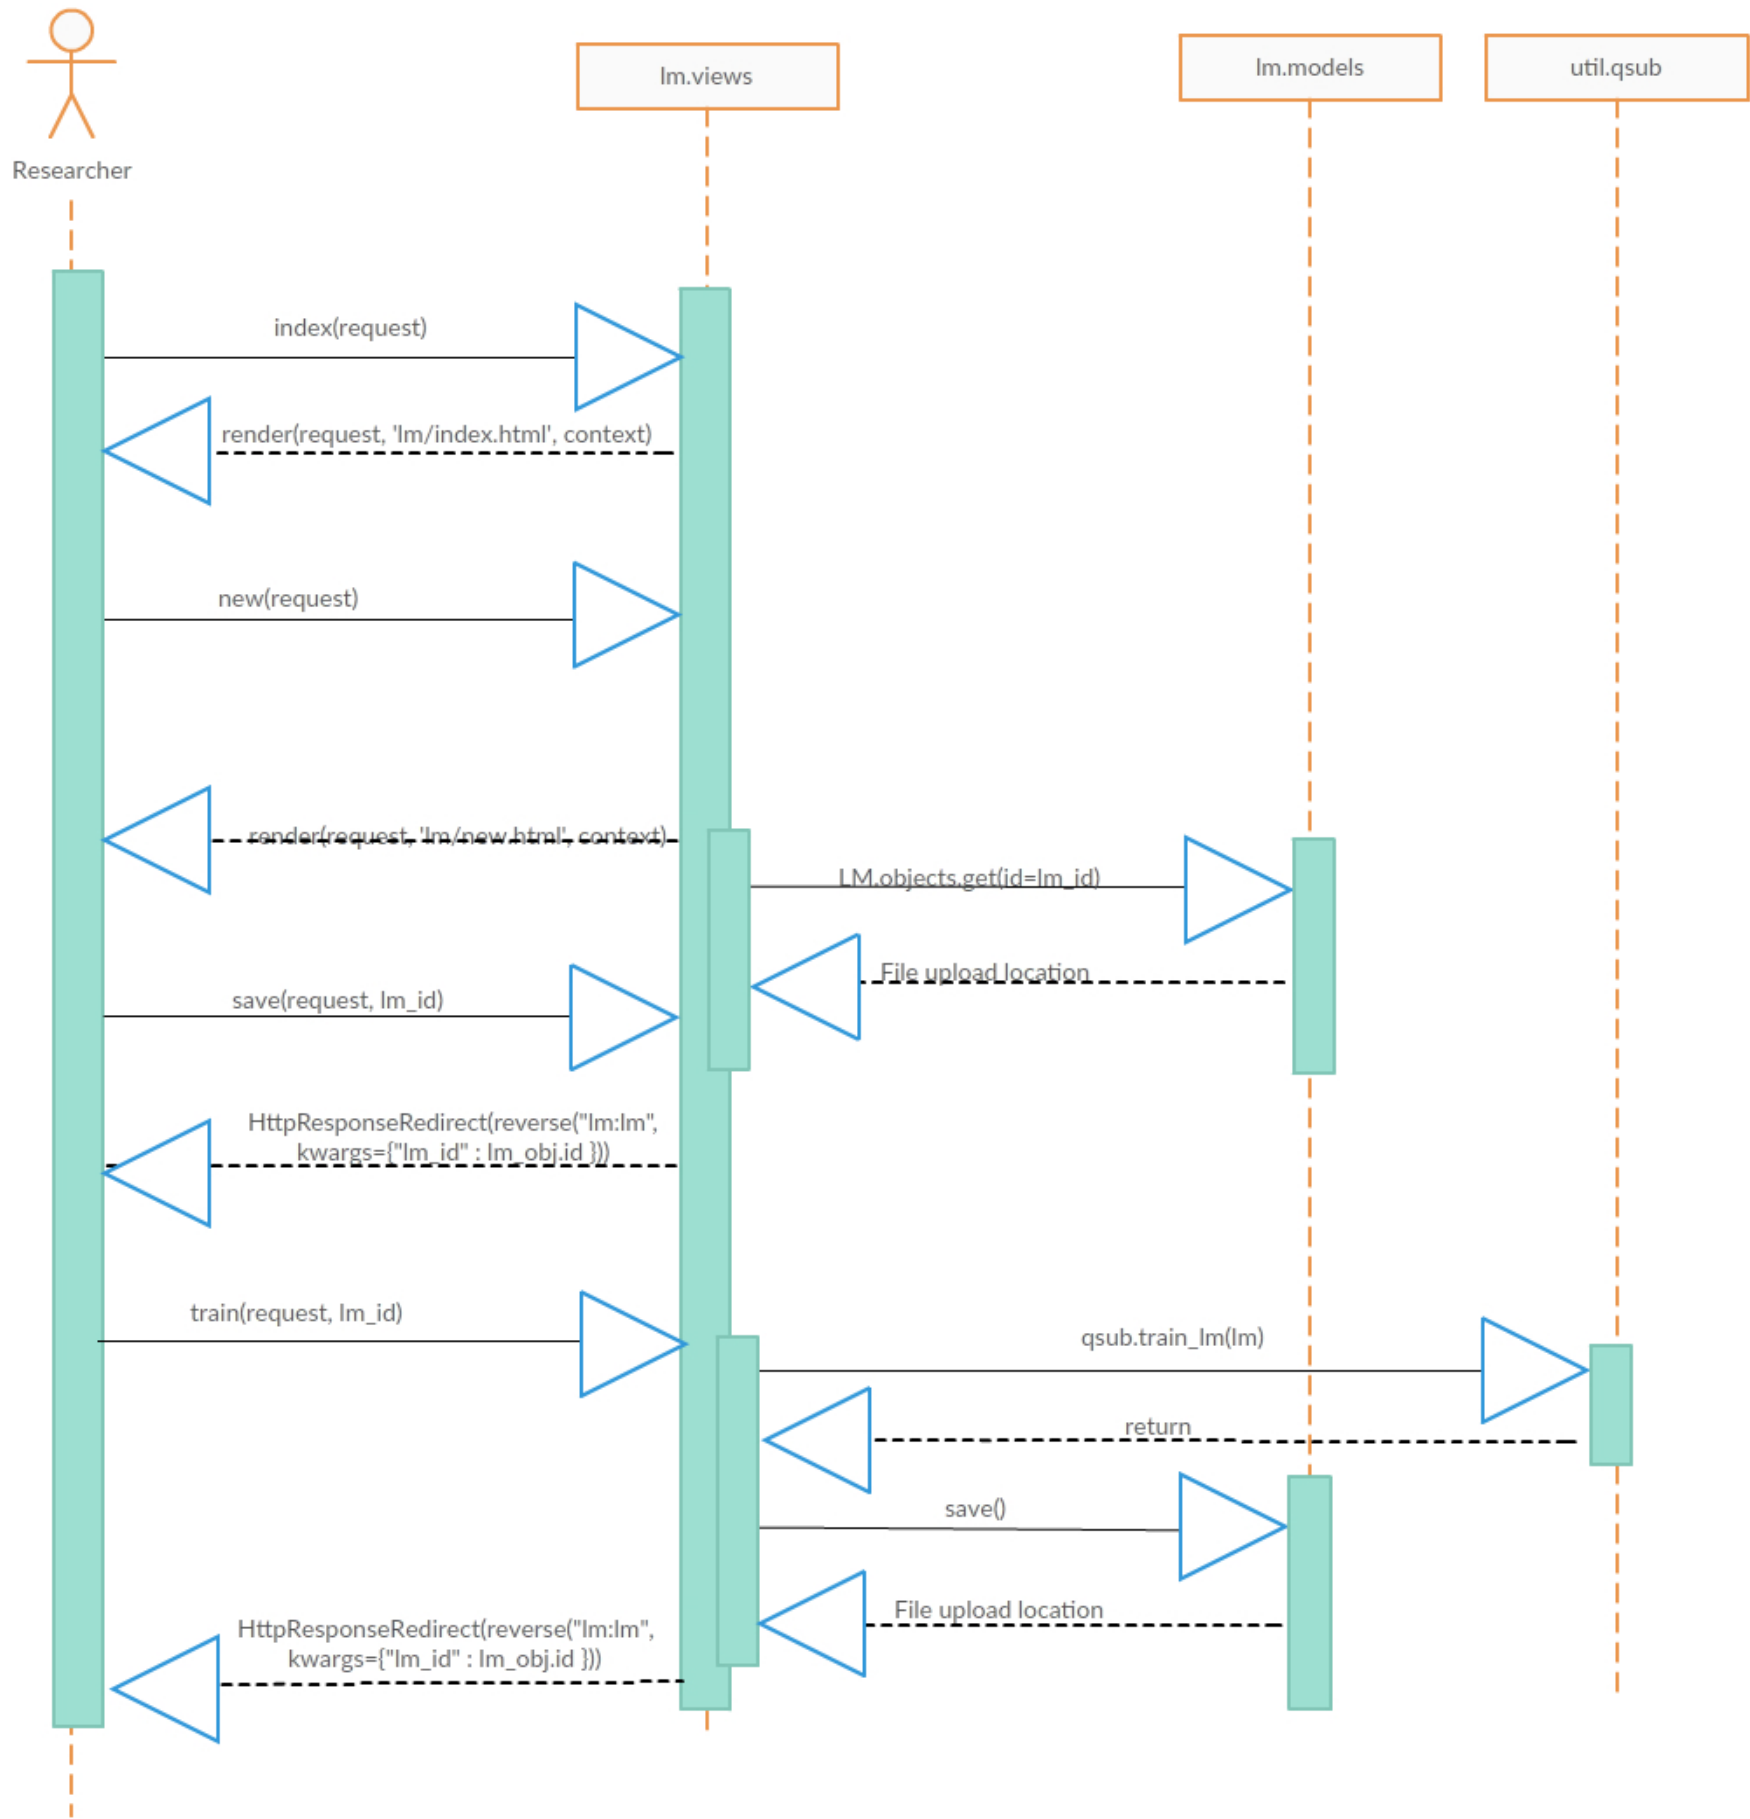 Researcher
lm.views
lm.models
util.qsub
index(request)
render(request, 'lm/index.html', context)
new(request)
render(request, 'lm/new.html', context)
LM.objects.get(id=lm_id)
File upload location
save(request, lm_id)
HttpResponseRedirect(reverse("lm:lm",
kwargs={"lm_id" : lm_obj.id }))
train(request, lm_id)
qsub.train_lm(lm)
return
save()
File upload location
HttpResponseRedirect(reverse("lm:lm",
kwargs={"lm_id" : lm_obj.id }))